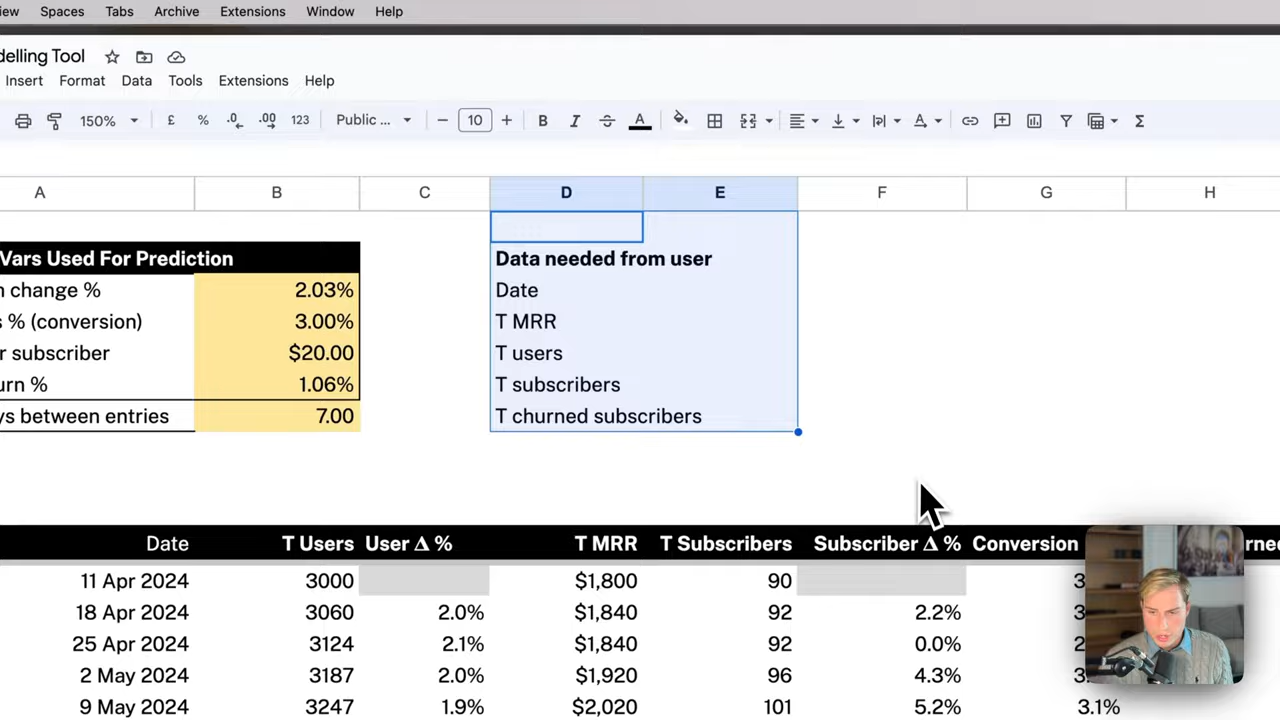 Spaces Tabs Archive Extensions Window Help
Tool
Insert Format Data Tools Extensions Help
150% £ % .0 .00 123 Public ... 10 B I A Σ
A B C D E F G H
Vars Used For Prediction
Data needed from user
change % 2.03% Date
% (conversion) 3.00% T MRR
subscriber $20.00 T users
% 1.06% T subscribers
between entries 7.00 T churned subscribers
Date T Users User Δ % T MRR T Subscribers Subscriber Δ % Conversion
11 Apr 2024 3000 $1,800 90
18 Apr 2024 3060 2.0% $1,840 92 2.2%
25 Apr 2024 3124 2.1% $1,840 92 0.0%
2 May 2024 3187 2.0% $1,920 96 4.3%
9 May 2024 3247 1.9% $2,020 101 5.2% 3.1%